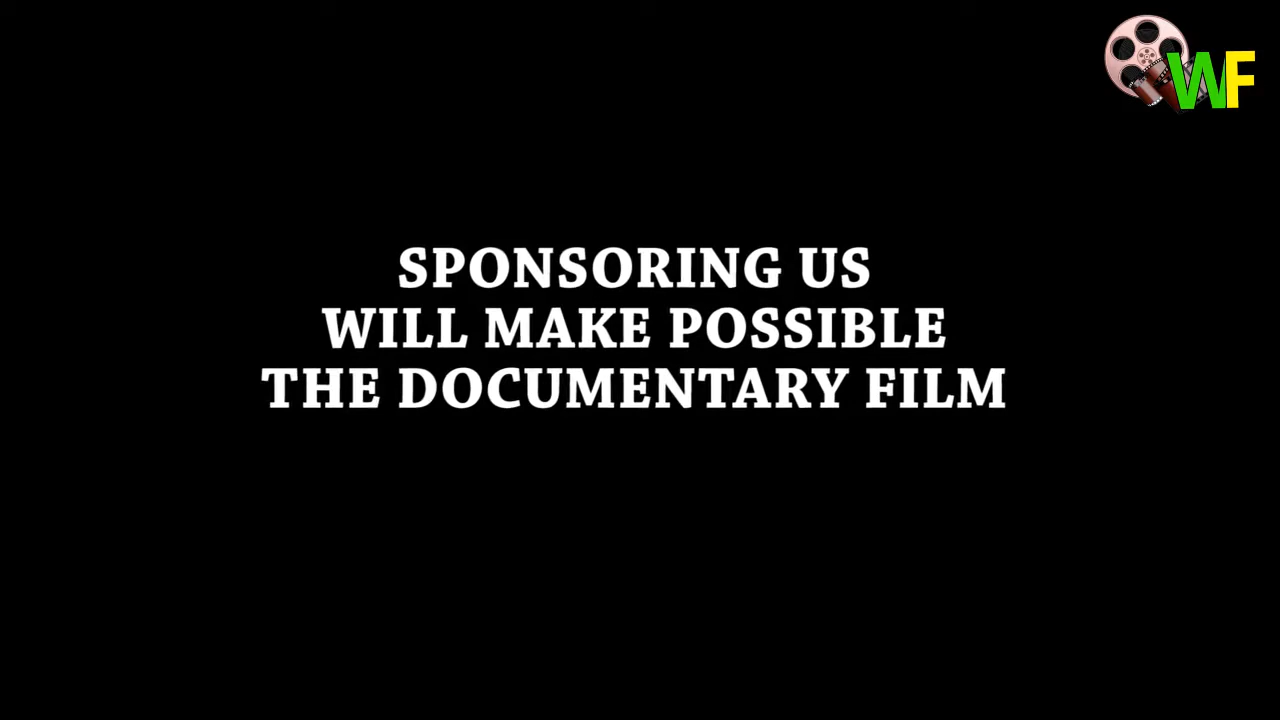 WF
SPONSORING US
WILL MAKE POSSIBLE
THE DOCUMENTARY FILM